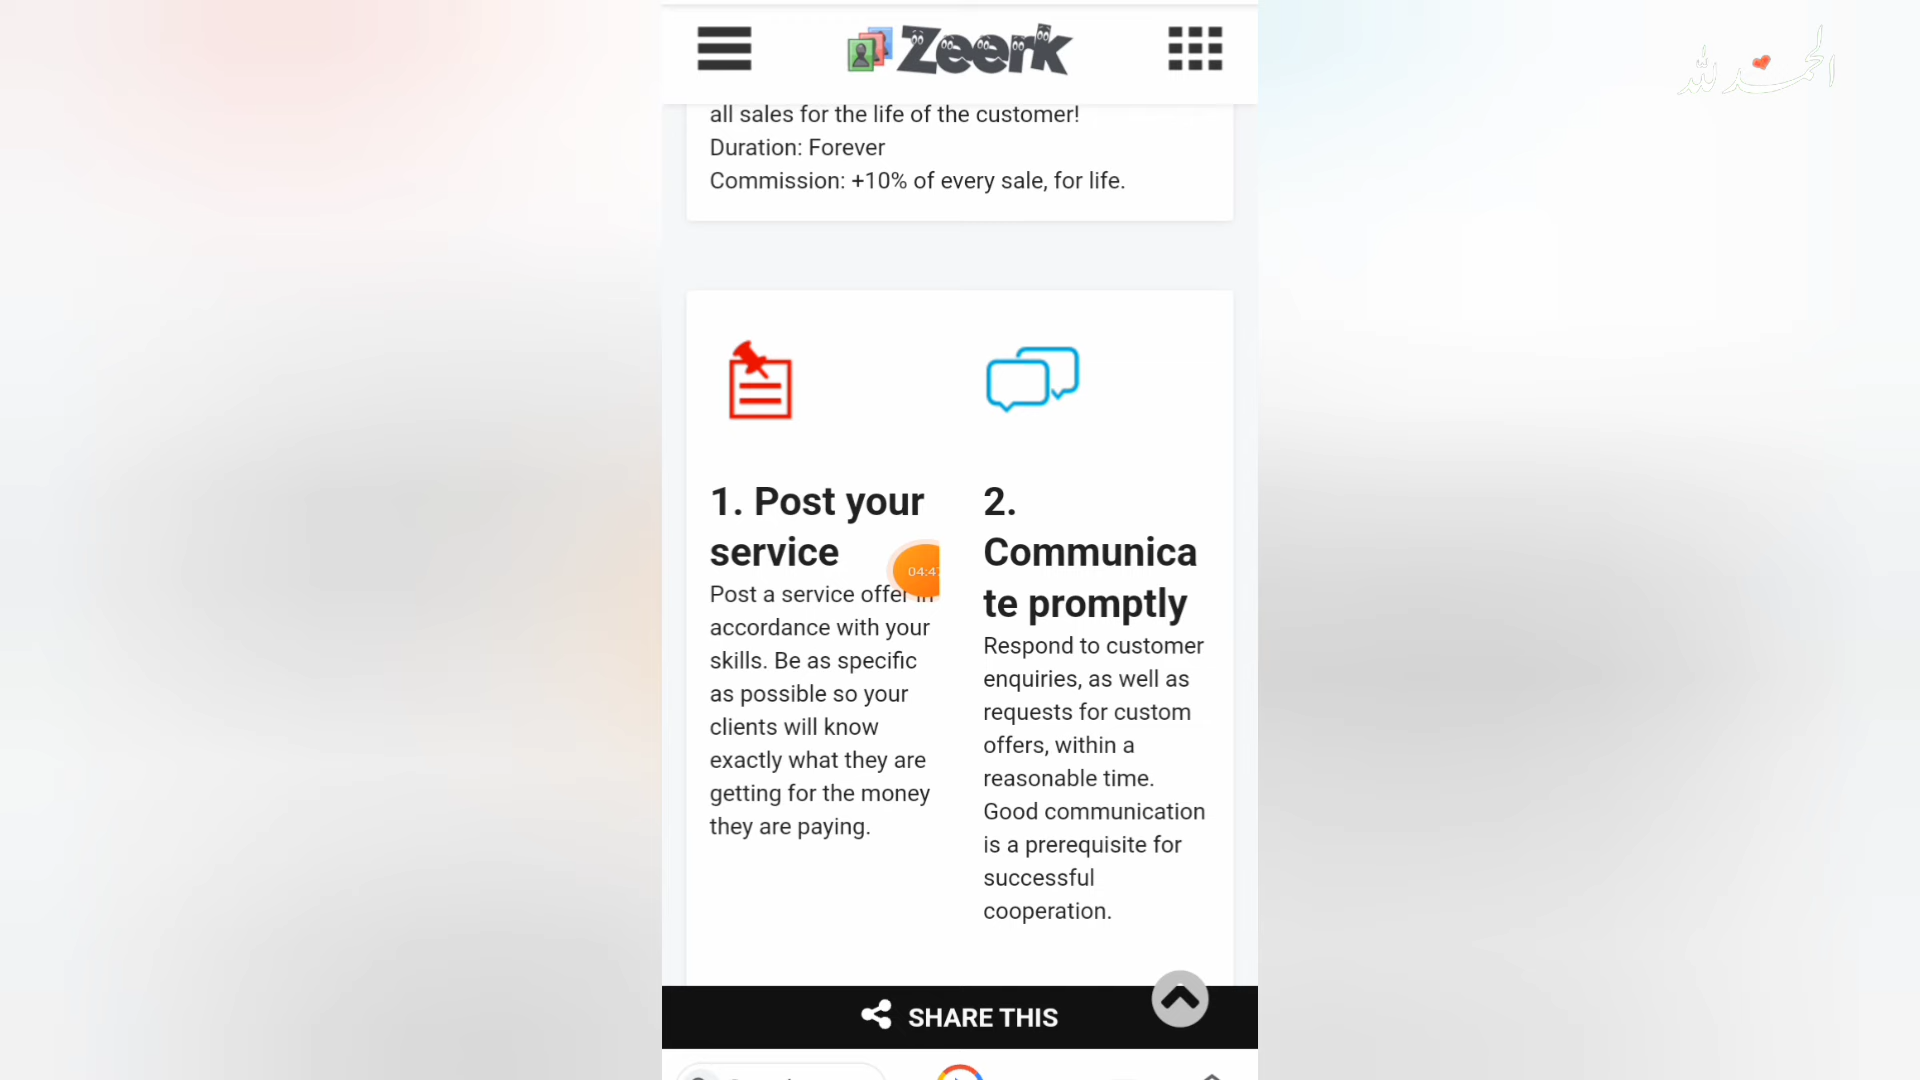 Zeerk
الحمد لله
all sales for the life of the customer!
Duration: Forever
Commission: +10% of every sale, for life.
1. Post your
service
Post a service offer in
accordance with your
skills. Be as specific
as possible so your
clients will know
exactly what they are
getting for the money
they are paying.
2.
Communica
te promptly
Respond to customer
enquiries, as well as
requests for custom
offers, within a
reasonable time.
Good communication
is a prerequisite for
successful
cooperation.
SHARE THIS